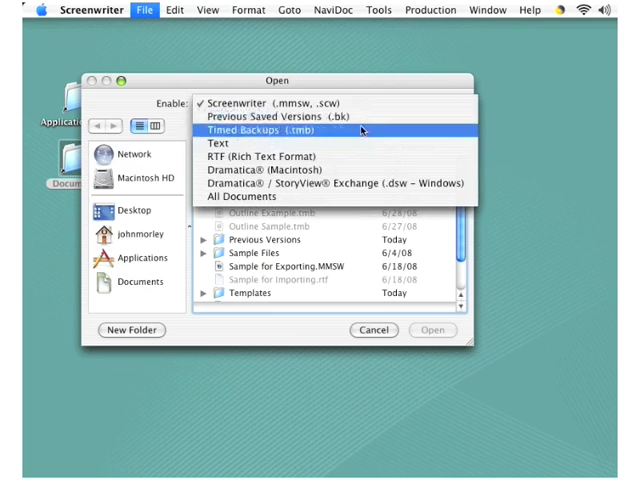 Screenwriter File Edit View Format Goto NaviDoc Tools Production Window Help
Open
Enable:
✓ Screenwriter (.mmsw, .scw)
Previous Saved Versions (.bk)
Timed Backups (.tmb)
Text
RTF (Rich Text Format)
Dramatica® (Macintosh)
Dramatica® / StoryView® Exchange (.dsw - Windows)
All Documents
Network
Macintosh HD
Desktop
johnmorley
Applications
Documents
Outline Example.tmb 6/28/08
Outline Sample.tmb 6/27/08
Previous Versions Today
Sample Files 6/4/08
Sample for Exporting.MMSW 6/18/08
Sample for Importing.rtf 6/18/08
Templates Today
New Folder Cancel Open
Applicati
Docum